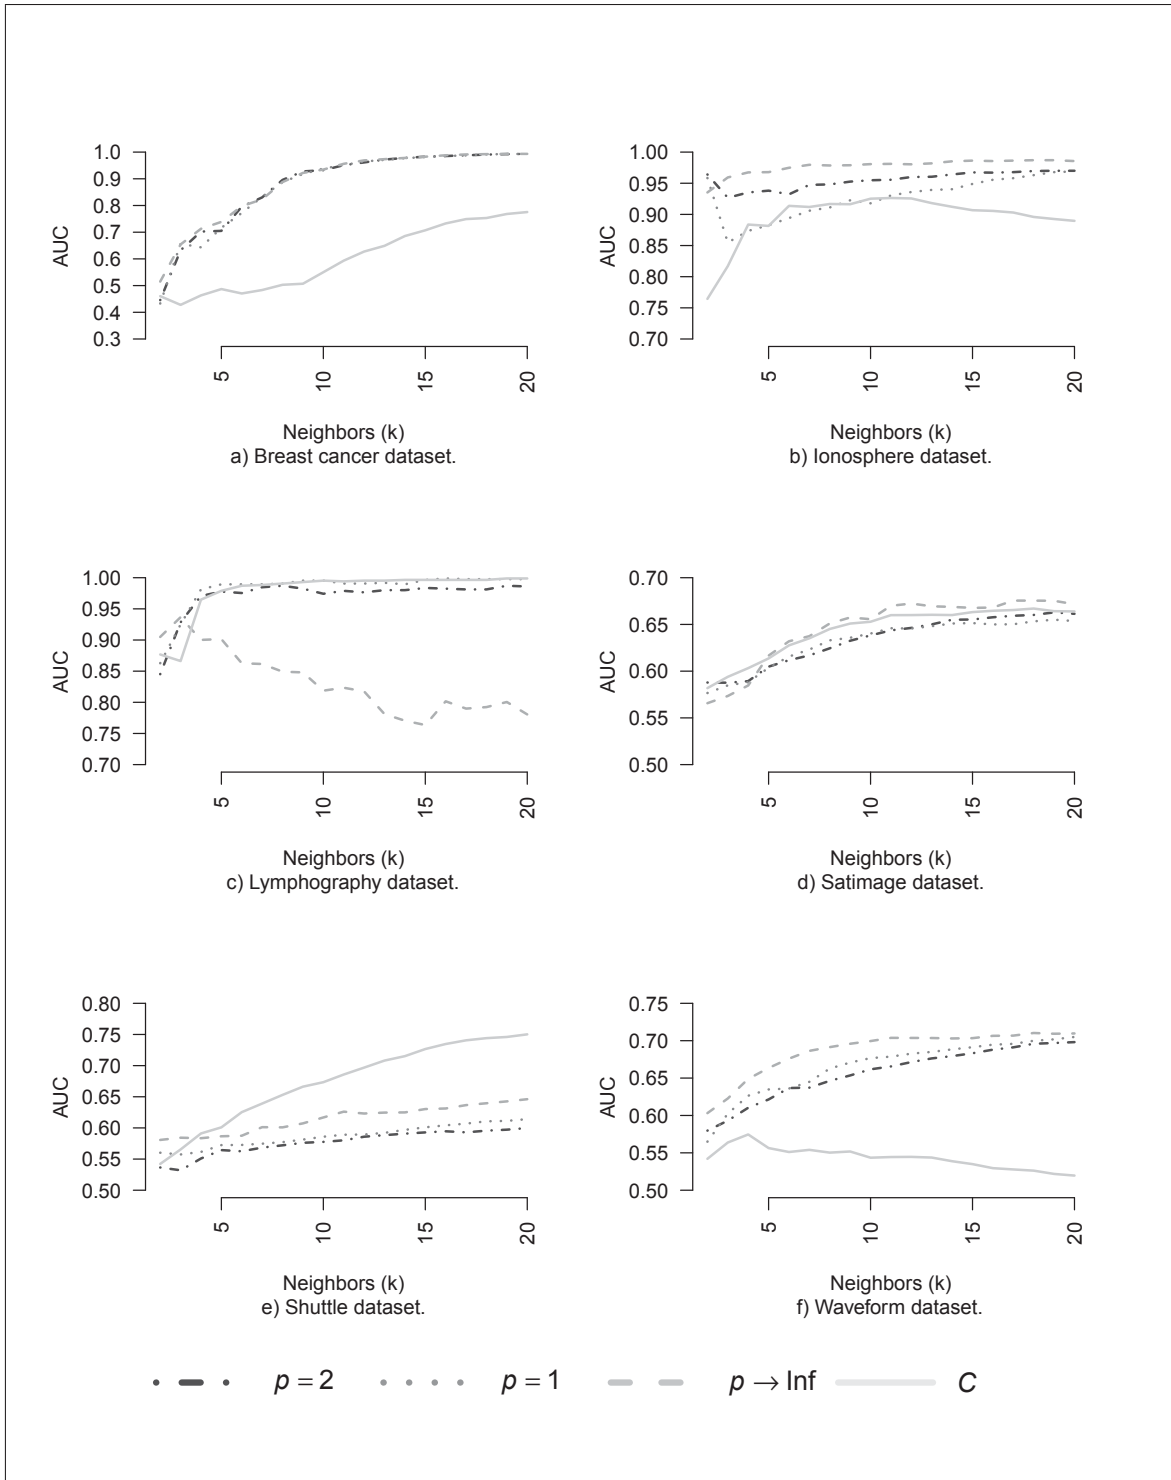 1.0
0.9
0.8
0.7
0.6
0.5
0.4
0.3
AUC
5 10 15 20
Neighbors (k)
a) Breast cancer dataset.
1.00
0.95
0.90
0.85
0.80
0.75
0.70
AUC
5 10 15 20
Neighbors (k)
b) Ionosphere dataset.
1.00
0.95
0.90
0.85
0.80
0.75
0.70
AUC
5 10 15 20
Neighbors (k)
c) Lymphography dataset.
0.70
0.65
0.60
0.55
0.50
AUC
5 10 15 20
Neighbors (k)
d) Satimage dataset.
0.80
0.75
0.70
0.65
0.60
0.55
0.50
AUC
5 10 15 20
Neighbors (k)
e) Shuttle dataset.
0.75
0.70
0.65
0.60
0.55
0.50
AUC
5 10 15 20
Neighbors (k)
f) Waveform dataset.
p = 2 p = 1 p → Inf C